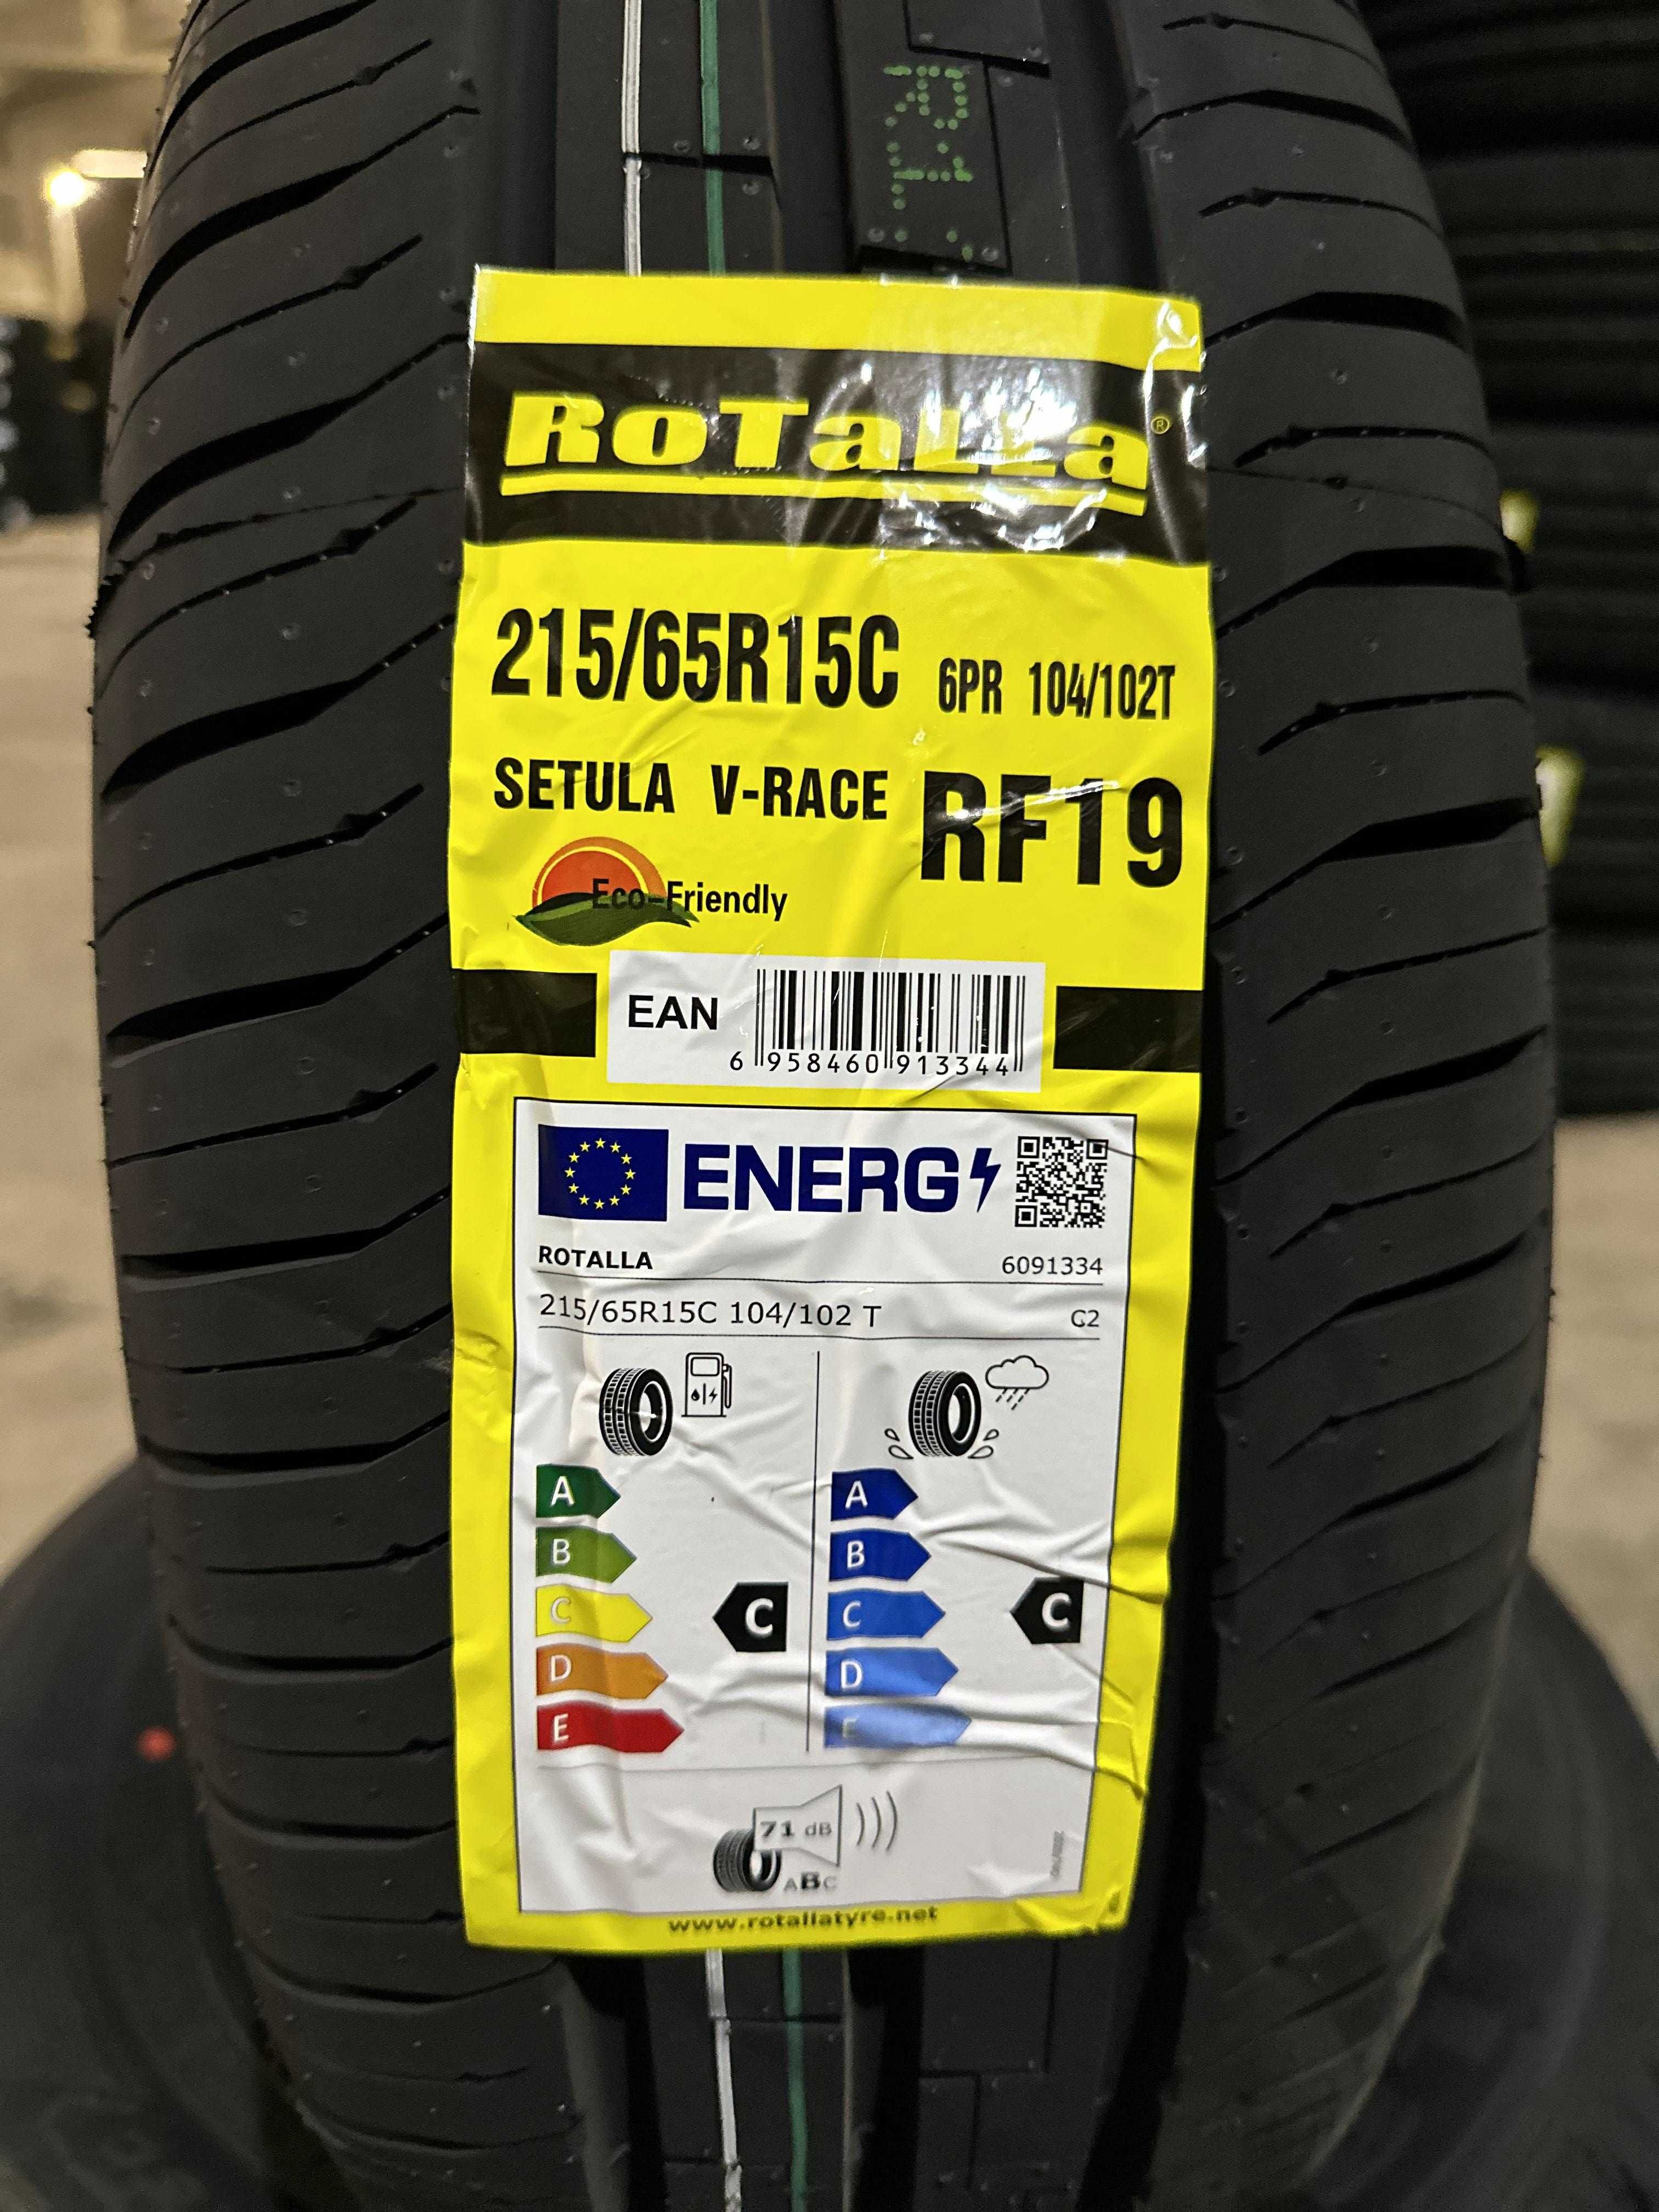 RoTalla®
215/65R15C 6PR 104/102T
SETULA V-RACE RF19
Eco-Friendly
EAN
6 958460 913344
ENERG
ROTALLA 6091334
215/65R15C 104/102 T C2
A A
B B
C C C C
D D
E E
71 dB
ABC
www.rotallatyre.net